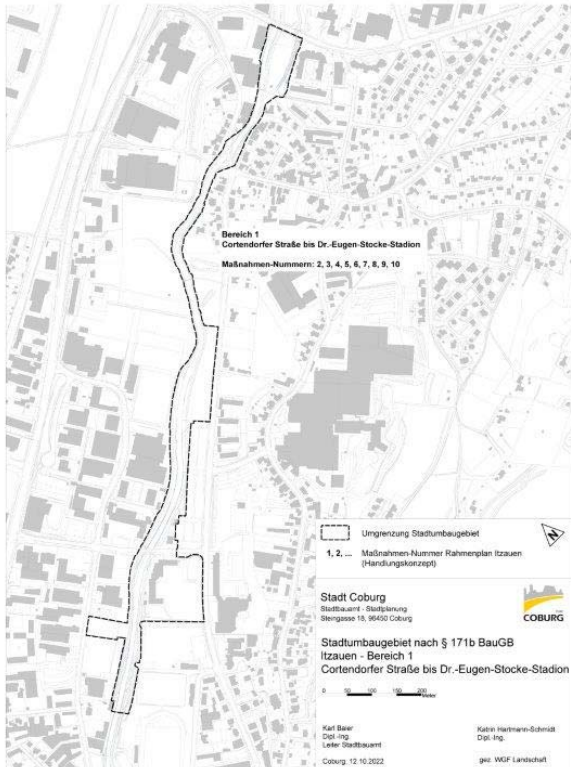 Bereich 1
Cortendorfer Straße bis Dr.-Eugen-Stocke-Stadion
Maßnahmen-Nummern: 2, 3, 4, 5, 6, 7, 8, 9, 10
Umgrenzung Stadtumbaugebiet
1, 2, ... Maßnahmen-Nummer Rahmenplan Itzauen
(Handlungskonzept)
N
Stadt Coburg
Stadtbauamt - Stadtplanung
Steingasse 18, 96450 Coburg
COBURG
Stadtumbaugebiet nach § 171b BauGB
Itzauen - Bereich 1
Cortendorfer Straße bis Dr.-Eugen-Stocke-Stadion
0 50 100 150 200
Meter
Karl Baier
Dipl.-Ing.
Leiter Stadtbauamt
Katrin Hartmann-Schmidt
Dipl.-Ing.
Coburg, 12.10.2022
gez. WGF Landschaft